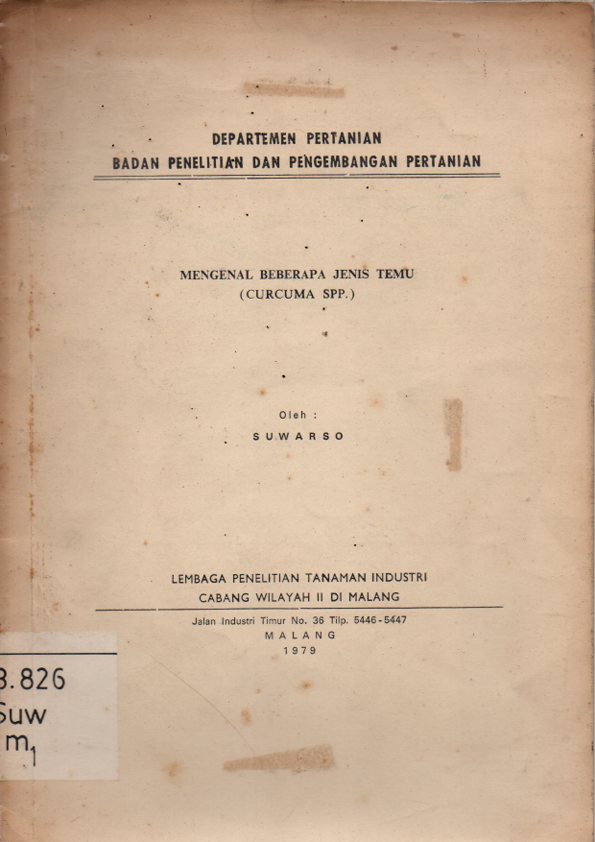 DEPARTEMEN PERTANIAN
BADAN PENELITIAN DAN PENGEMBANGAN PERTANIAN
MENGENAL BEBERAPA JENIS TEMU
(CURCUMA SPP.)
Oleh :
SUWARSO
LEMBAGA PENELITIAN TANAMAN INDUSTRI
CABANG WILAYAH II DI MALANG
Jalan Industri Timur No. 36 Tilp. 5446-5447
MALANG
1979
3.826
Suw
m1